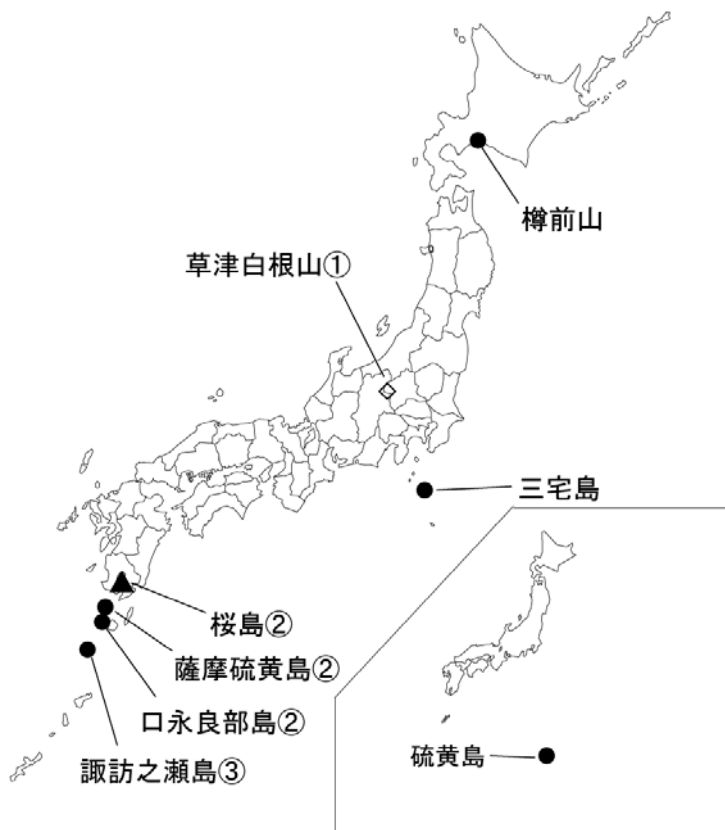 樽前山
草津白根山①
三宅島
桜島②
薩摩硫黄島②
口永良部島②
諏訪之瀬島③
硫黄島